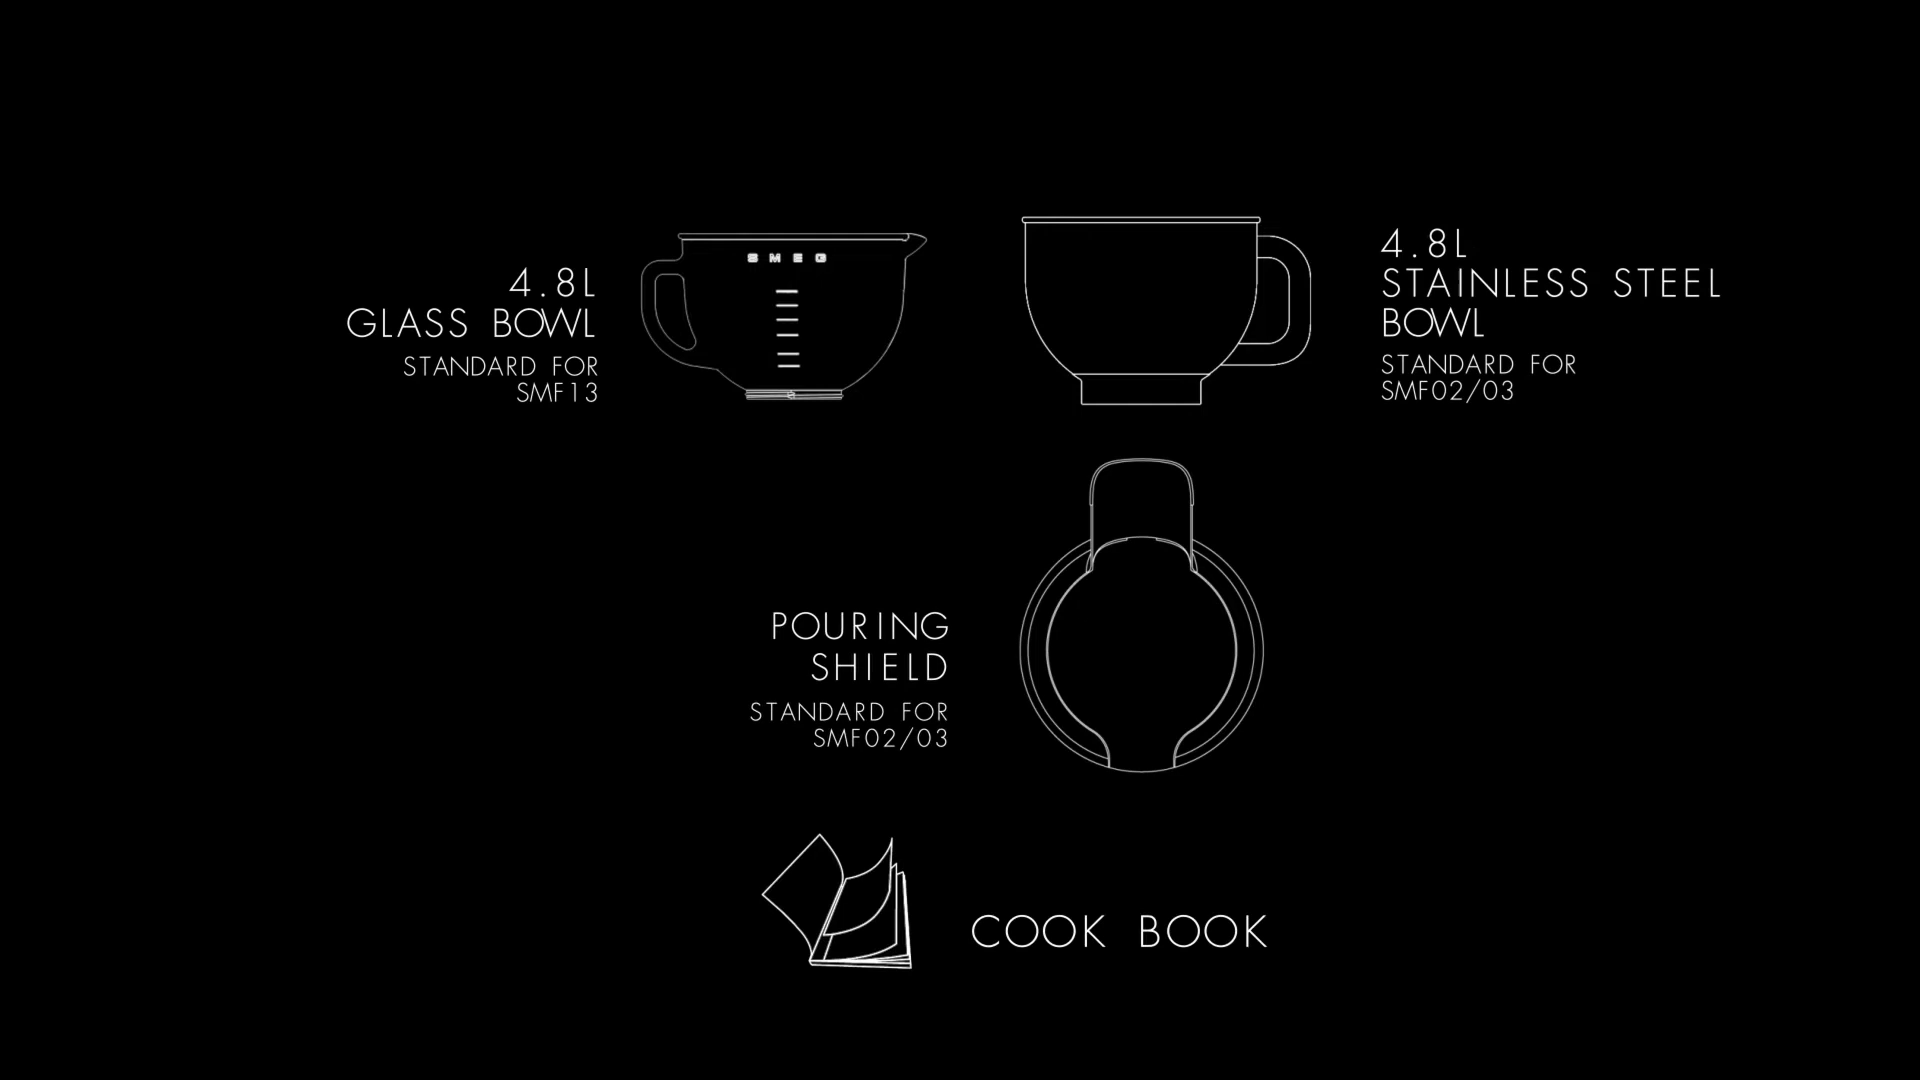 4.8L
GLASS BOWL
STANDARD FOR
SMF13
SMEG
4.8L
STAINLESS STEEL
BOWL
STANDARD FOR
SMF02/03
POURING
SHIELD
STANDARD FOR
SMF02/03
COOK BOOK